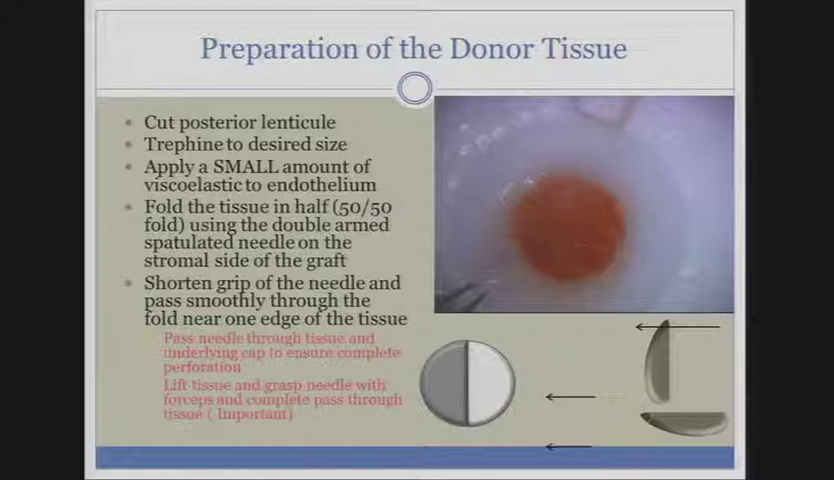 Preparation of the Donor Tissue
Cut posterior lenticule
Trephine to desired size
Apply a SMALL amount of
viscoelastic to endothelium
Fold the tissue in half (50/50
fold) using the double armed
spatulated needle on the
stromal side of the graft
Shorten grip of the needle and
pass smoothly through the
fold near one edge of the tissue
Pass needle through tissue and
underlying cap to ensure complete
perforation
Lift tissue and grasp needle with
forceps and complete pass through
tissue ( Important)